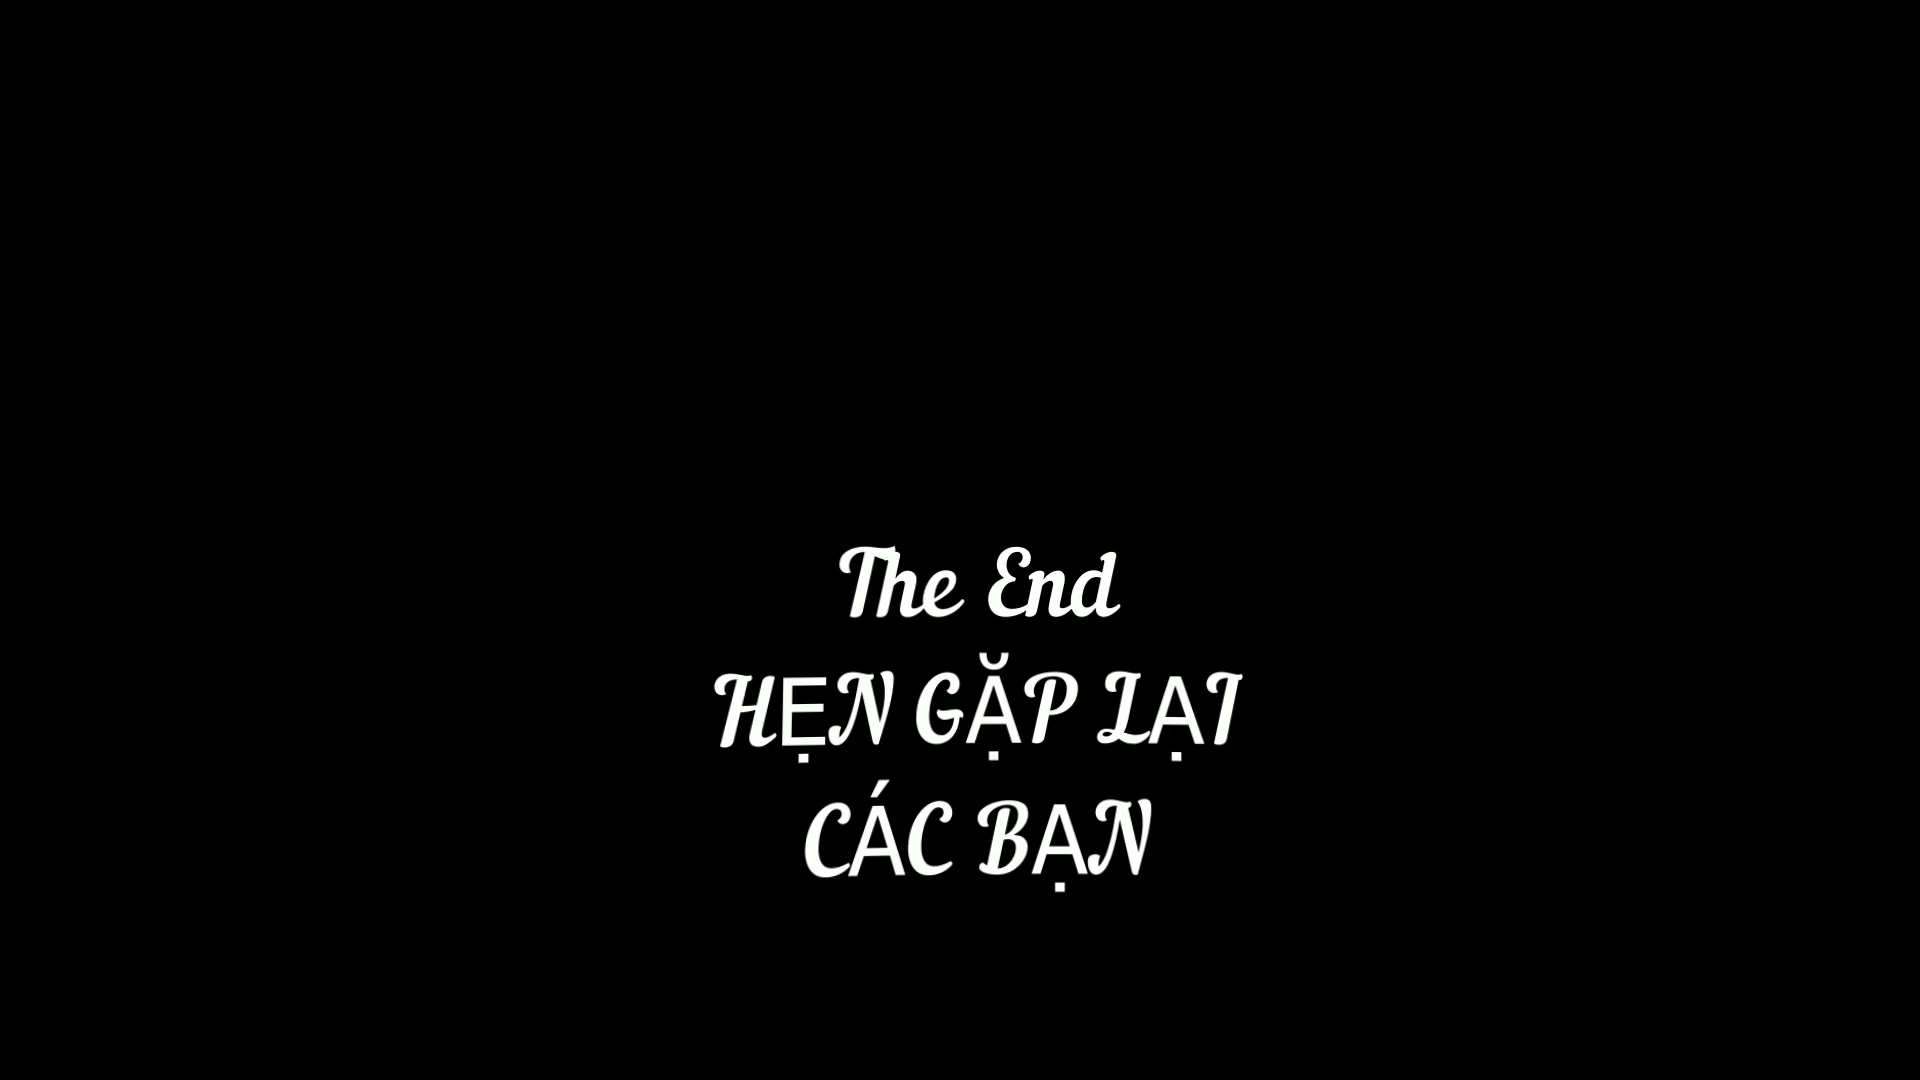 The End
HẸN GẶP LẠI
CÁC BẠN